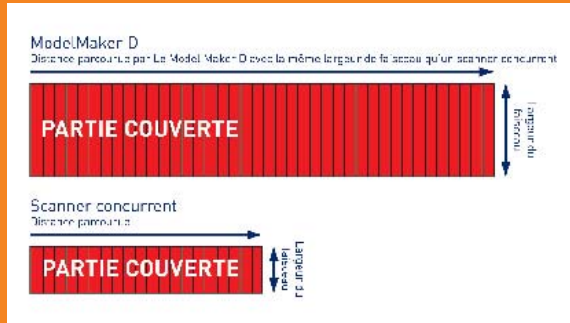 ModelMaker D
Distance parcourue par Le Model Maker D avec la même largeur de faisceau qu'un scanner concurrent
PARTIE COUVERTE
Largeur du
faisceau
Scanner concurrent
Distance parcourue
PARTIE COUVERTE
Largeur du
faisceau